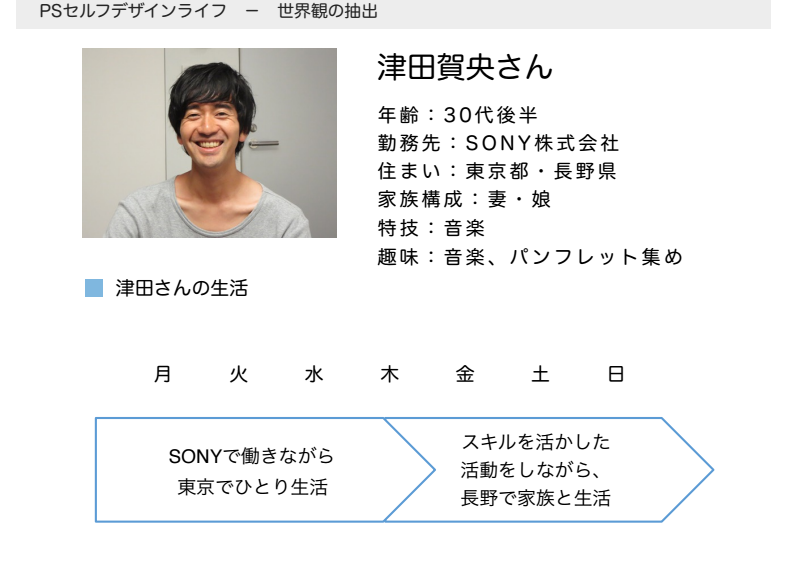 PSセルフデザインライフ － 世界観の抽出
津田賀央さん
年齢：30代後半
勤務先：SONY株式会社
住まい：東京都・長野県
家族構成：妻・娘
特技：音楽
趣味：音楽、パンフレット集め
津田さんの生活
月 火 水 木 金 土 日
SONYで働きながら
東京でひとり生活
スキルを活かした
活動をしながら、
長野で家族と生活